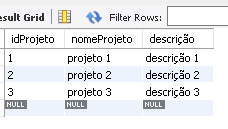 esult Grid Filter Rows:
idProjeto nomeProjeto descrição
1 projeto 1 descrição 1
2 projeto 2 descrição 2
3 projeto 3 descrição 3
NULL NULL NULL